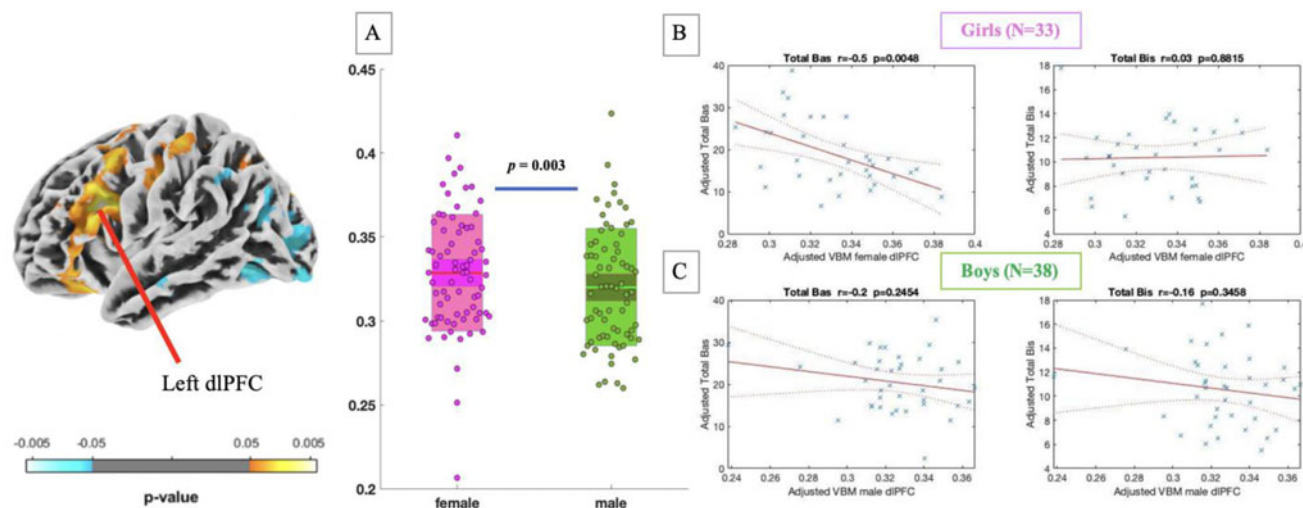 Left dlPFC
-0.005 -0.05 0.05 0.005
p-value
A
0.45
0.4
0.35
0.3
0.25
0.2
p = 0.003
female male
B
Girls (N=33)
Total Bas r=-0.5 p=0.0048
Adjusted Total Bas
40
30
20
10
0
0.28 0.3 0.32 0.34 0.36 0.38 0.4
Adjusted VBM female dlPFC
Total Bis r=0.03 p=0.8815
Adjusted Total Bis
18
16
14
12
10
8
6
4
0.28 0.3 0.32 0.34 0.36 0.38 0.4
Adjusted VBM female dlPFC
C
Boys (N=38)
Total Bas r=-0.2 p=0.2454
Adjusted Total Bas
40
30
20
10
0
0.24 0.26 0.28 0.3 0.32 0.34 0.36
Adjusted VBM male dlPFC
Total Bis r=-0.16 p=0.3458
Adjusted Total Bis
18
16
14
12
10
8
6
4
0.24 0.26 0.28 0.3 0.32 0.34 0.36
Adjusted VBM male dlPFC